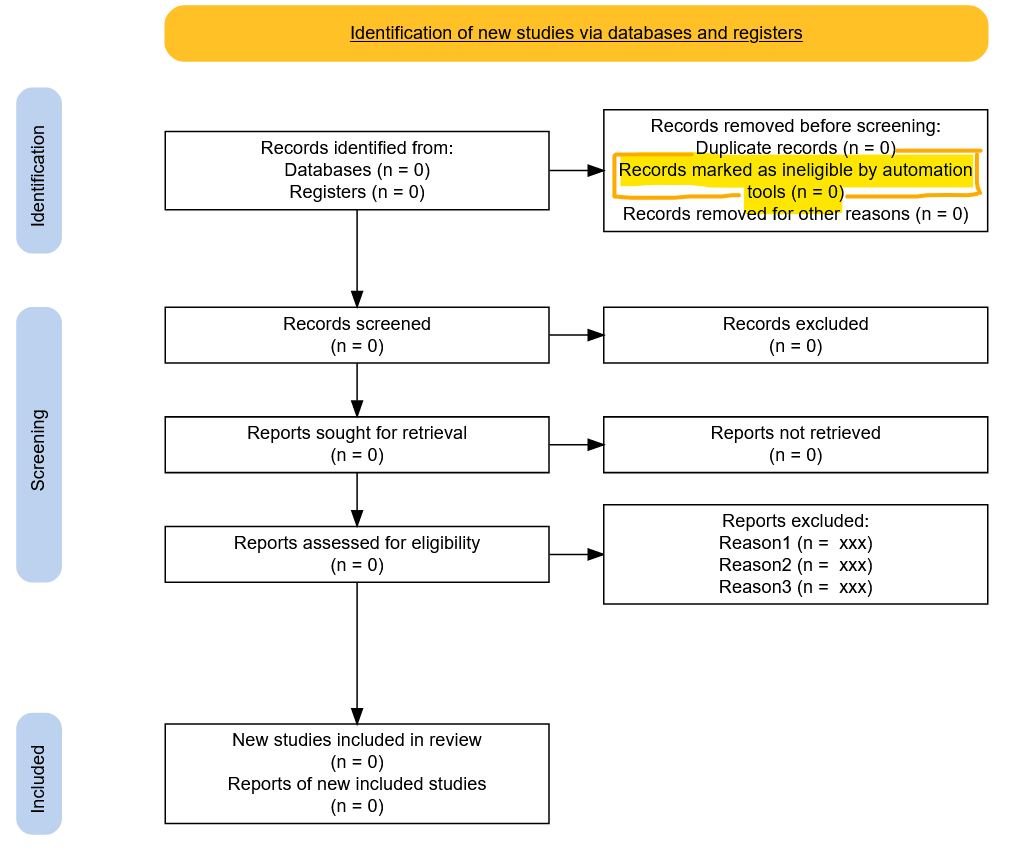 Identification of new studies via databases and registers
Identification
Records identified from:
Databases (n = 0)
Registers (n = 0)
Records removed before screening:
Duplicate records (n = 0)
Records marked as ineligible by automation
tools (n = 0)
Records removed for other reasons (n = 0)
Screening
Records screened
(n = 0)
Records excluded
(n = 0)
Reports sought for retrieval
(n = 0)
Reports not retrieved
(n = 0)
Reports assessed for eligibility
(n = 0)
Reports excluded:
Reason1 (n =  xxx)
Reason2 (n =  xxx)
Reason3 (n =  xxx)
Included
New studies included in review
(n = 0)
Reports of new included studies
(n = 0)